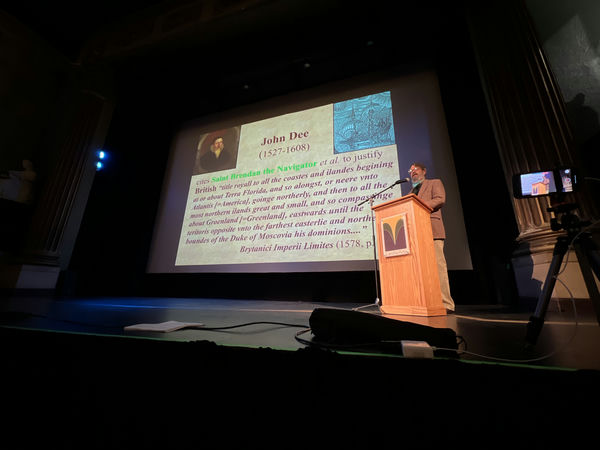 John Dee
(1527-1608)
cites Saint Brendan the Navigator et al. to justify
British "title royall to all the coastes and ilandes begining
at or about Terra Florida, and so alongst, or neere vnto
Atlantis [=America], goinge northerly, and then to all the
most northern ilands great and small, and so compassinge
about Groenland [=Greenland], eastwards until the
teritoris opposite vnto the farthest easterlie and northern
boundes of the Duke of Moscovia his dominions...."
Brytanici Imperii Limites (1578, p.